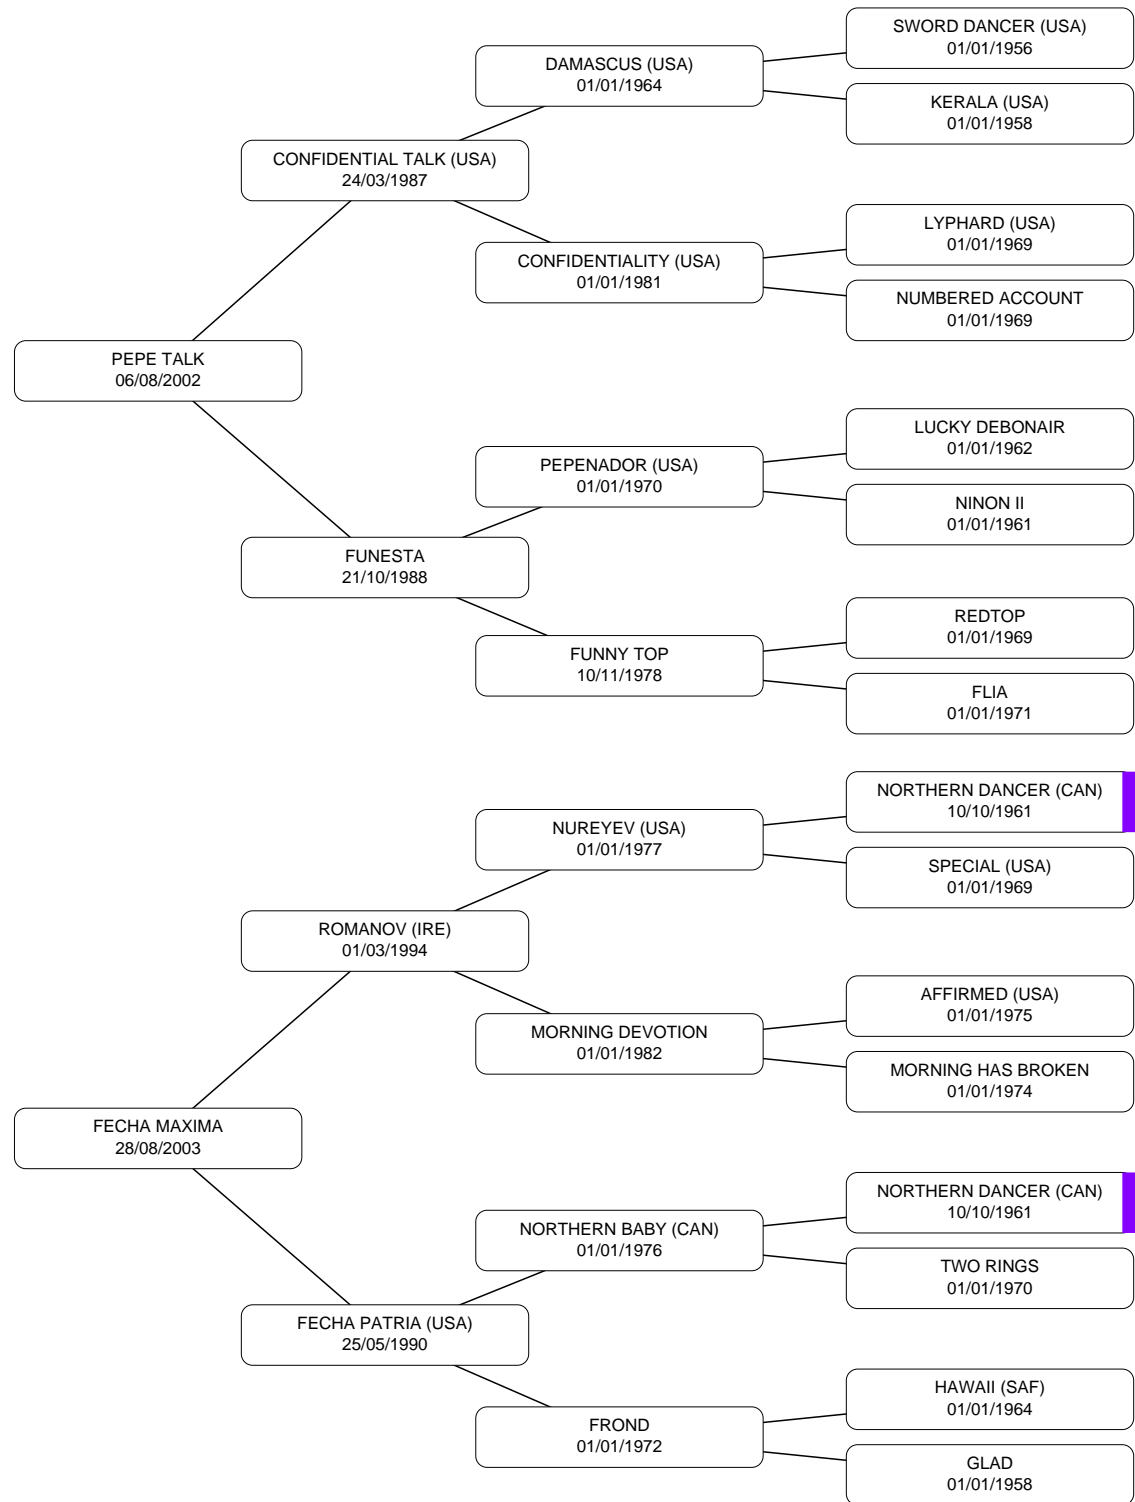 SWORD DANCER (USA)
01/01/1956
DAMASCUS (USA)
01/01/1964
KERALA (USA)
01/01/1958
CONFIDENTIAL TALK (USA)
24/03/1987
LYPHARD (USA)
01/01/1969
CONFIDENTIALITY (USA)
01/01/1981
NUMBERED ACCOUNT
01/01/1969
PEPE TALK
06/08/2002
LUCKY DEBONAIR
01/01/1962
PEPENADOR (USA)
01/01/1970
NINON II
01/01/1961
FUNESTA
21/10/1988
REDTOP
01/01/1969
FUNNY TOP
10/11/1978
FLIA
01/01/1971
NORTHERN DANCER (CAN)
10/10/1961
NUREYEV (USA)
01/01/1977
SPECIAL (USA)
01/01/1969
ROMANOV (IRE)
01/03/1994
AFFIRMED (USA)
01/01/1975
MORNING DEVOTION
01/01/1982
MORNING HAS BROKEN
01/01/1974
FECHA MAXIMA
28/08/2003
NORTHERN DANCER (CAN)
10/10/1961
NORTHERN BABY (CAN)
01/01/1976
TWO RINGS
01/01/1970
FECHA PATRIA (USA)
25/05/1990
HAWAII (SAF)
01/01/1964
FROND
01/01/1972
GLAD
01/01/1958